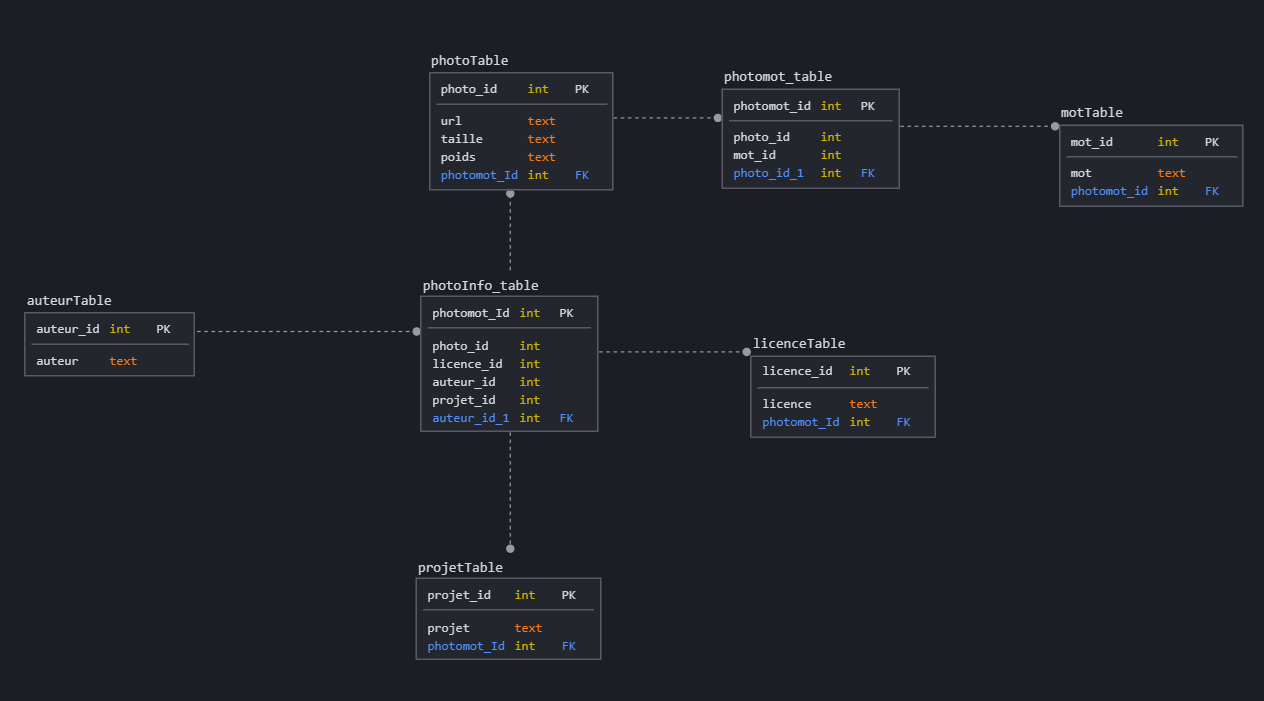 photoTable
photo_id int PK
url text
taille text
poids text
photomot_Id int FK
photomot_table
photomot_id int PK
photo_id int
mot_id int
photo_id_1 int FK
motTable
mot_id int PK
mot text
photomot_id int FK
auteurTable
auteur_id int PK
auteur text
photoInfo_table
photomot_Id int PK
photo_id int
licence_id int
auteur_id int
projet_id int
auteur_id_1 int FK
licenceTable
licence_id int PK
licence text
photomot_Id int FK
projetTable
projet_id int PK
projet text
photomot_Id int FK